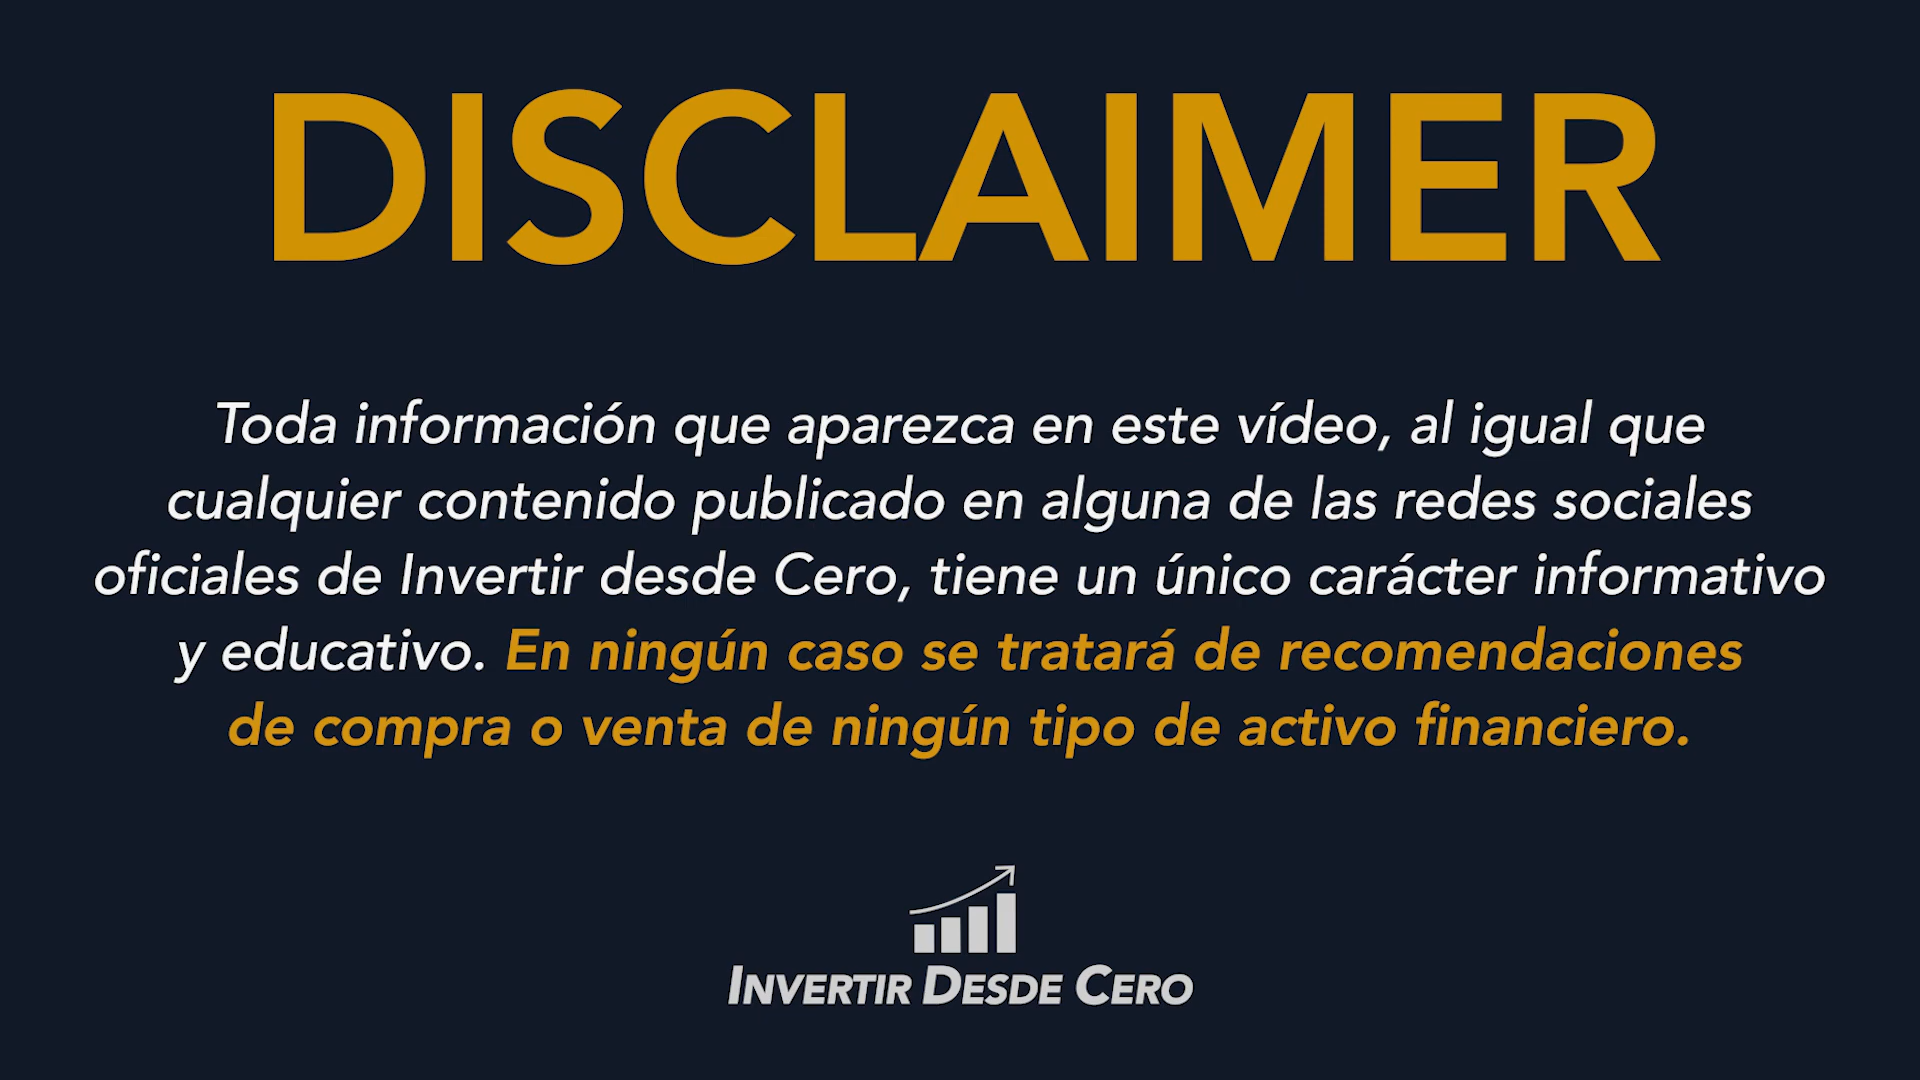 DISCLAIMER
Toda información que aparezca en este vídeo, al igual que
cualquier contenido publicado en alguna de las redes sociales
oficiales de Invertir desde Cero, tiene un único carácter informativo
y educativo. En ningún caso se tratará de recomendaciones
de compra o venta de ningún tipo de activo financiero.
INVERTIR DESDE CERO